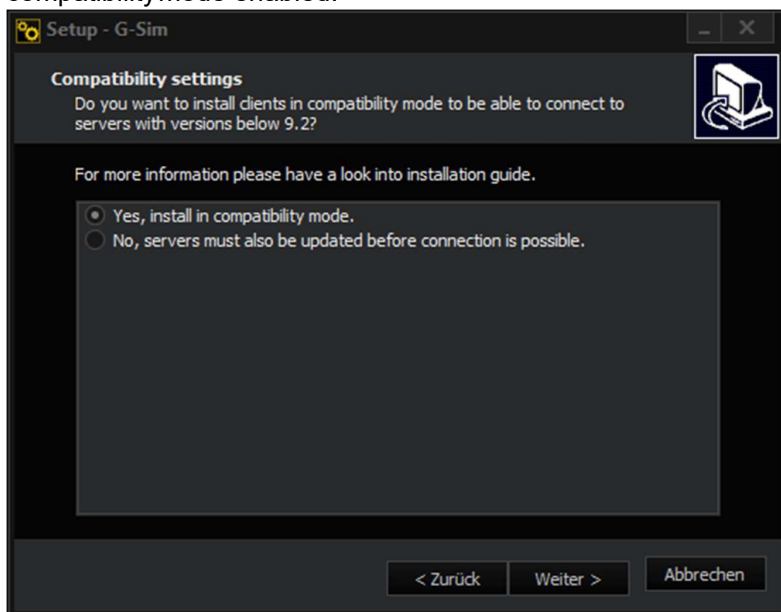 Setup - G-Sim
Compatibility settings
Do you want to install clients in compatibility mode to be able to connect to
servers with versions below 9.2?
For more information please have a look into installation guide.
Yes, install in compatibility mode.
No, servers must also be updated before connection is possible.
< Zurück
Weiter >
Abbrechen